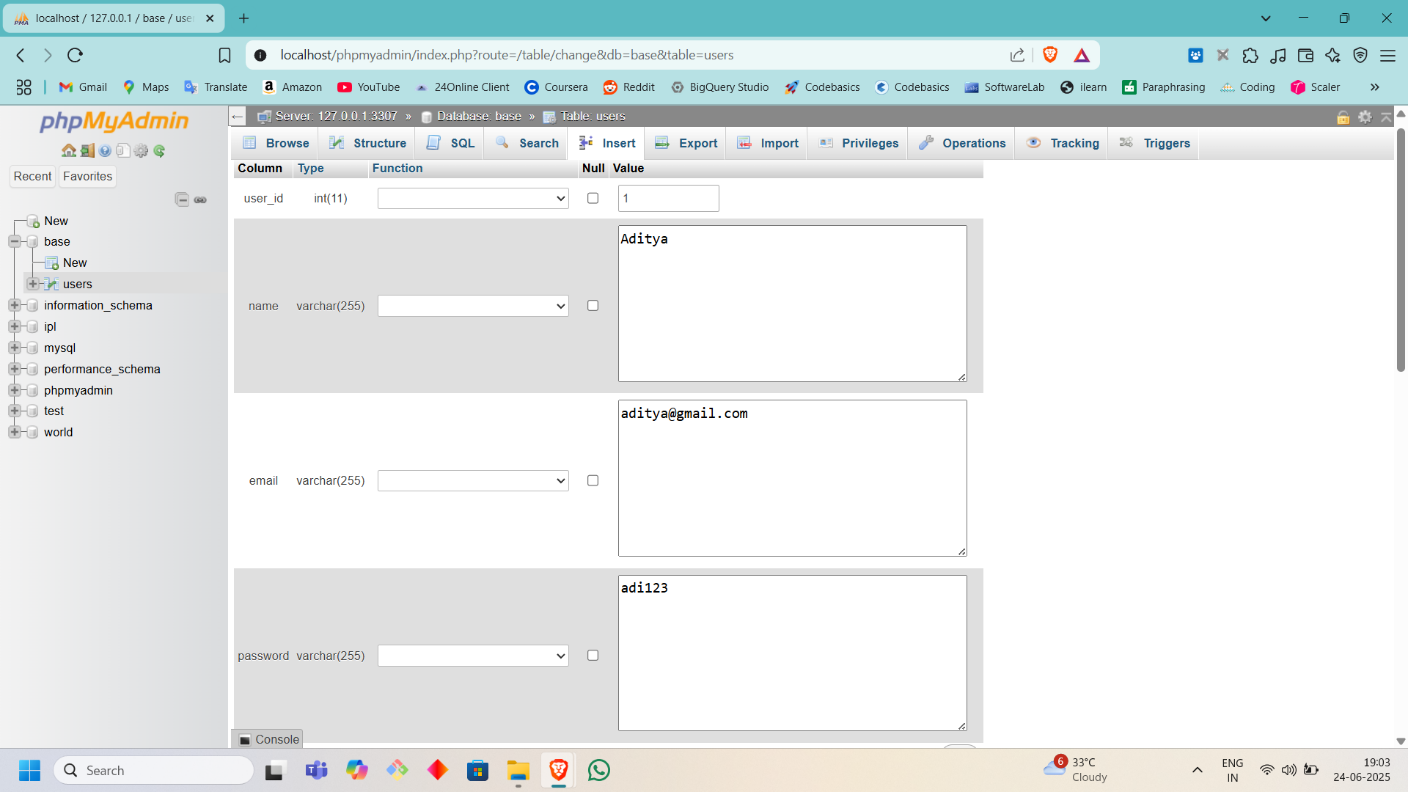 localhost / 127.0.0.1 / base / use
localhost/phpmyadmin/index.php?route=/table/change&db=base&table=users
Gmail Maps Translate Amazon YouTube 24Online Client Coursera Reddit BigQuery Studio Codebasics Codebasics SoftwareLab ilearn Paraphrasing Coding Scaler »
phpMyAdmin
Recent Favorites
New
base
New
users
information_schema
ipl
mysql
performance_schema
phpmyadmin
test
world
Server: 127.0.0.1:3307 » Database: base » Table: users
Browse Structure SQL Search Insert Export Import Privileges Operations Tracking Triggers
Column Type Function Null Value
user_id int(11) 1
name varchar(255) Aditya
email varchar(255) aditya@gmail.com
password varchar(255) adi123
Console
Search
6 33°C
Cloudy
ENG
IN
19:03
24-06-2025